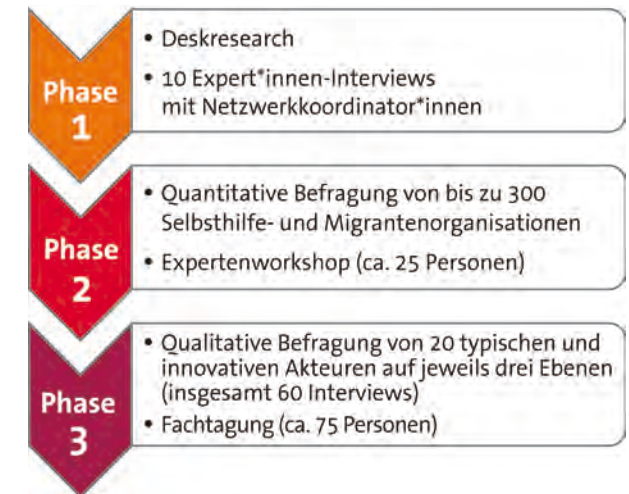 Phase
1
• Deskresearch
• 10 Expert*innen-Interviews
mit Netzwerkkoordinator*innen
Phase
2
• Quantitative Befragung von bis zu 300
Selbsthilfe- und Migrantenorganisationen
• Expertenworkshop (ca. 25 Personen)
Phase
3
• Qualitative Befragung von 20 typischen und
innovativen Akteuren auf jeweils drei Ebenen
(insgesamt 60 Interviews)
• Fachtagung (ca. 75 Personen)